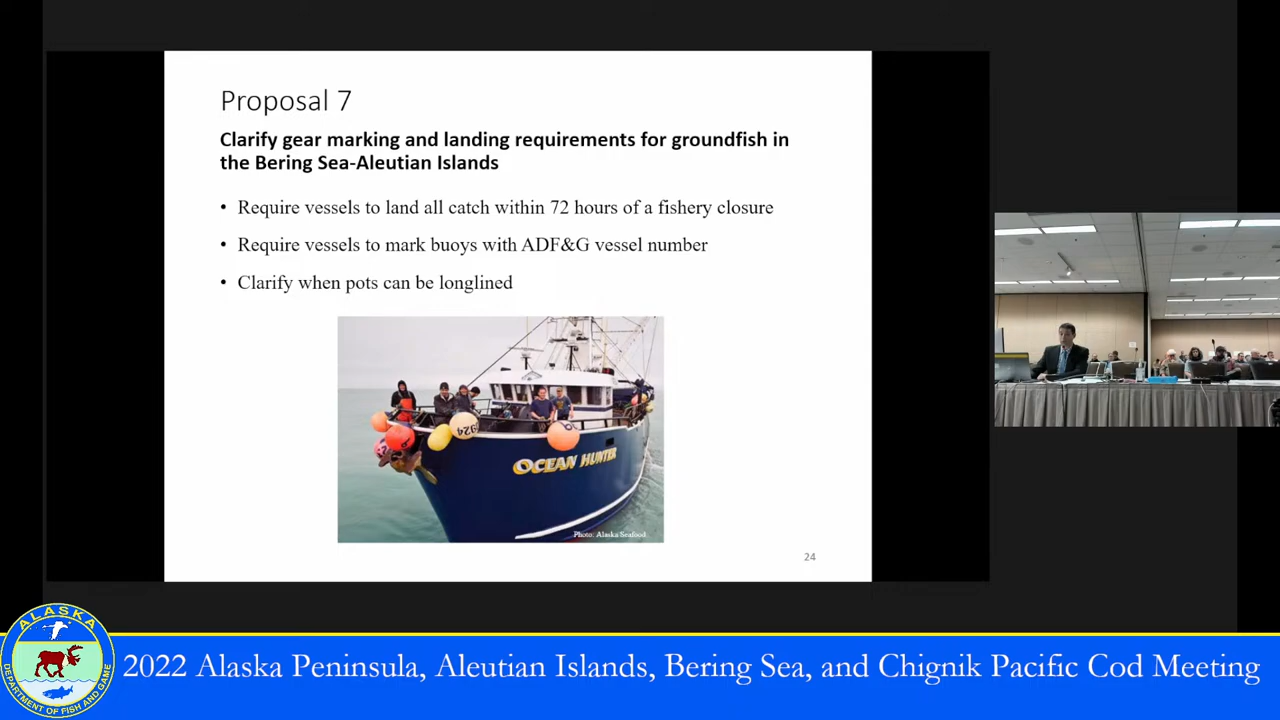 Proposal 7
Clarify gear marking and landing requirements for groundfish in
the Bering Sea-Aleutian Islands
• Require vessels to land all catch within 72 hours of a fishery closure
• Require vessels to mark buoys with ADF&G vessel number
• Clarify when pots can be longlined
OCEAN HUNTER
Photo: Alaska Seafood
24
ALASKA
DEPARTMENT OF FISH AND GAME
2022 Alaska Peninsula, Aleutian Islands, Bering Sea, and Chignik Pacific Cod Meeting